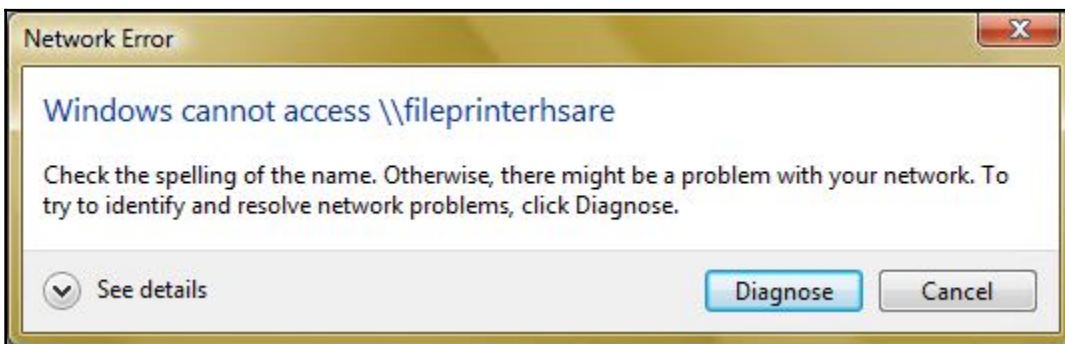 Network Error
Windows cannot access \\fileprinterhsare
Check the spelling of the name. Otherwise, there might be a problem with your network. To
try to identify and resolve network problems, click Diagnose.
See details
Diagnose
Cancel